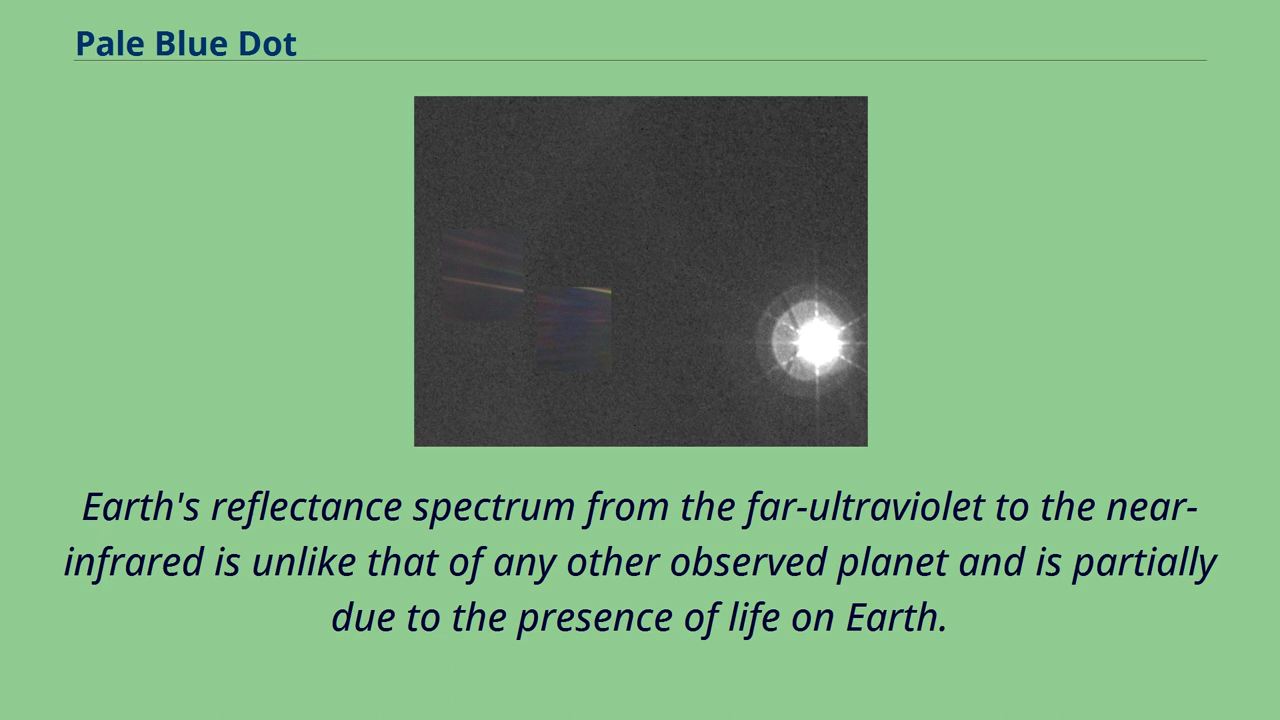 Pale Blue Dot
Earth's reflectance spectrum from the far-ultraviolet to the near-
infrared is unlike that of any other observed planet and is partially
due to the presence of life on Earth.